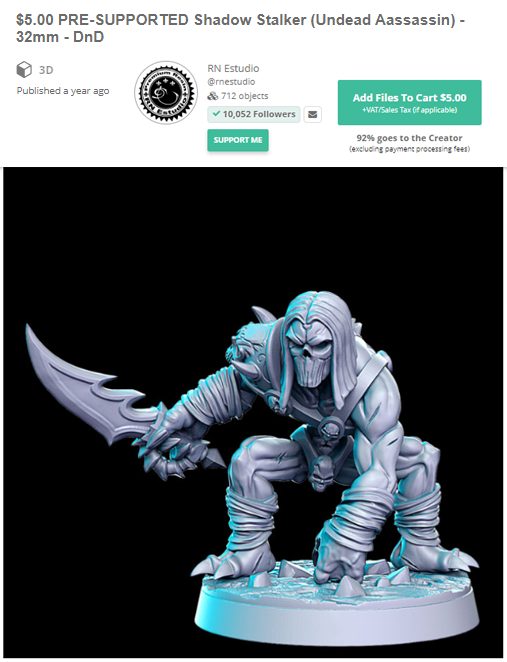 $5.00 PRE-SUPPORTED Shadow Stalker (Undead Aassassin) -
32mm - DnD
3D
Published a year ago
RN Estudio
@rnestudio
712 objects
10,052 Followers
SUPPORT ME
Add Files To Cart $5.00
+VAT/Sales Tax (if applicable)
92% goes to the Creator
(excluding payment processing fees)